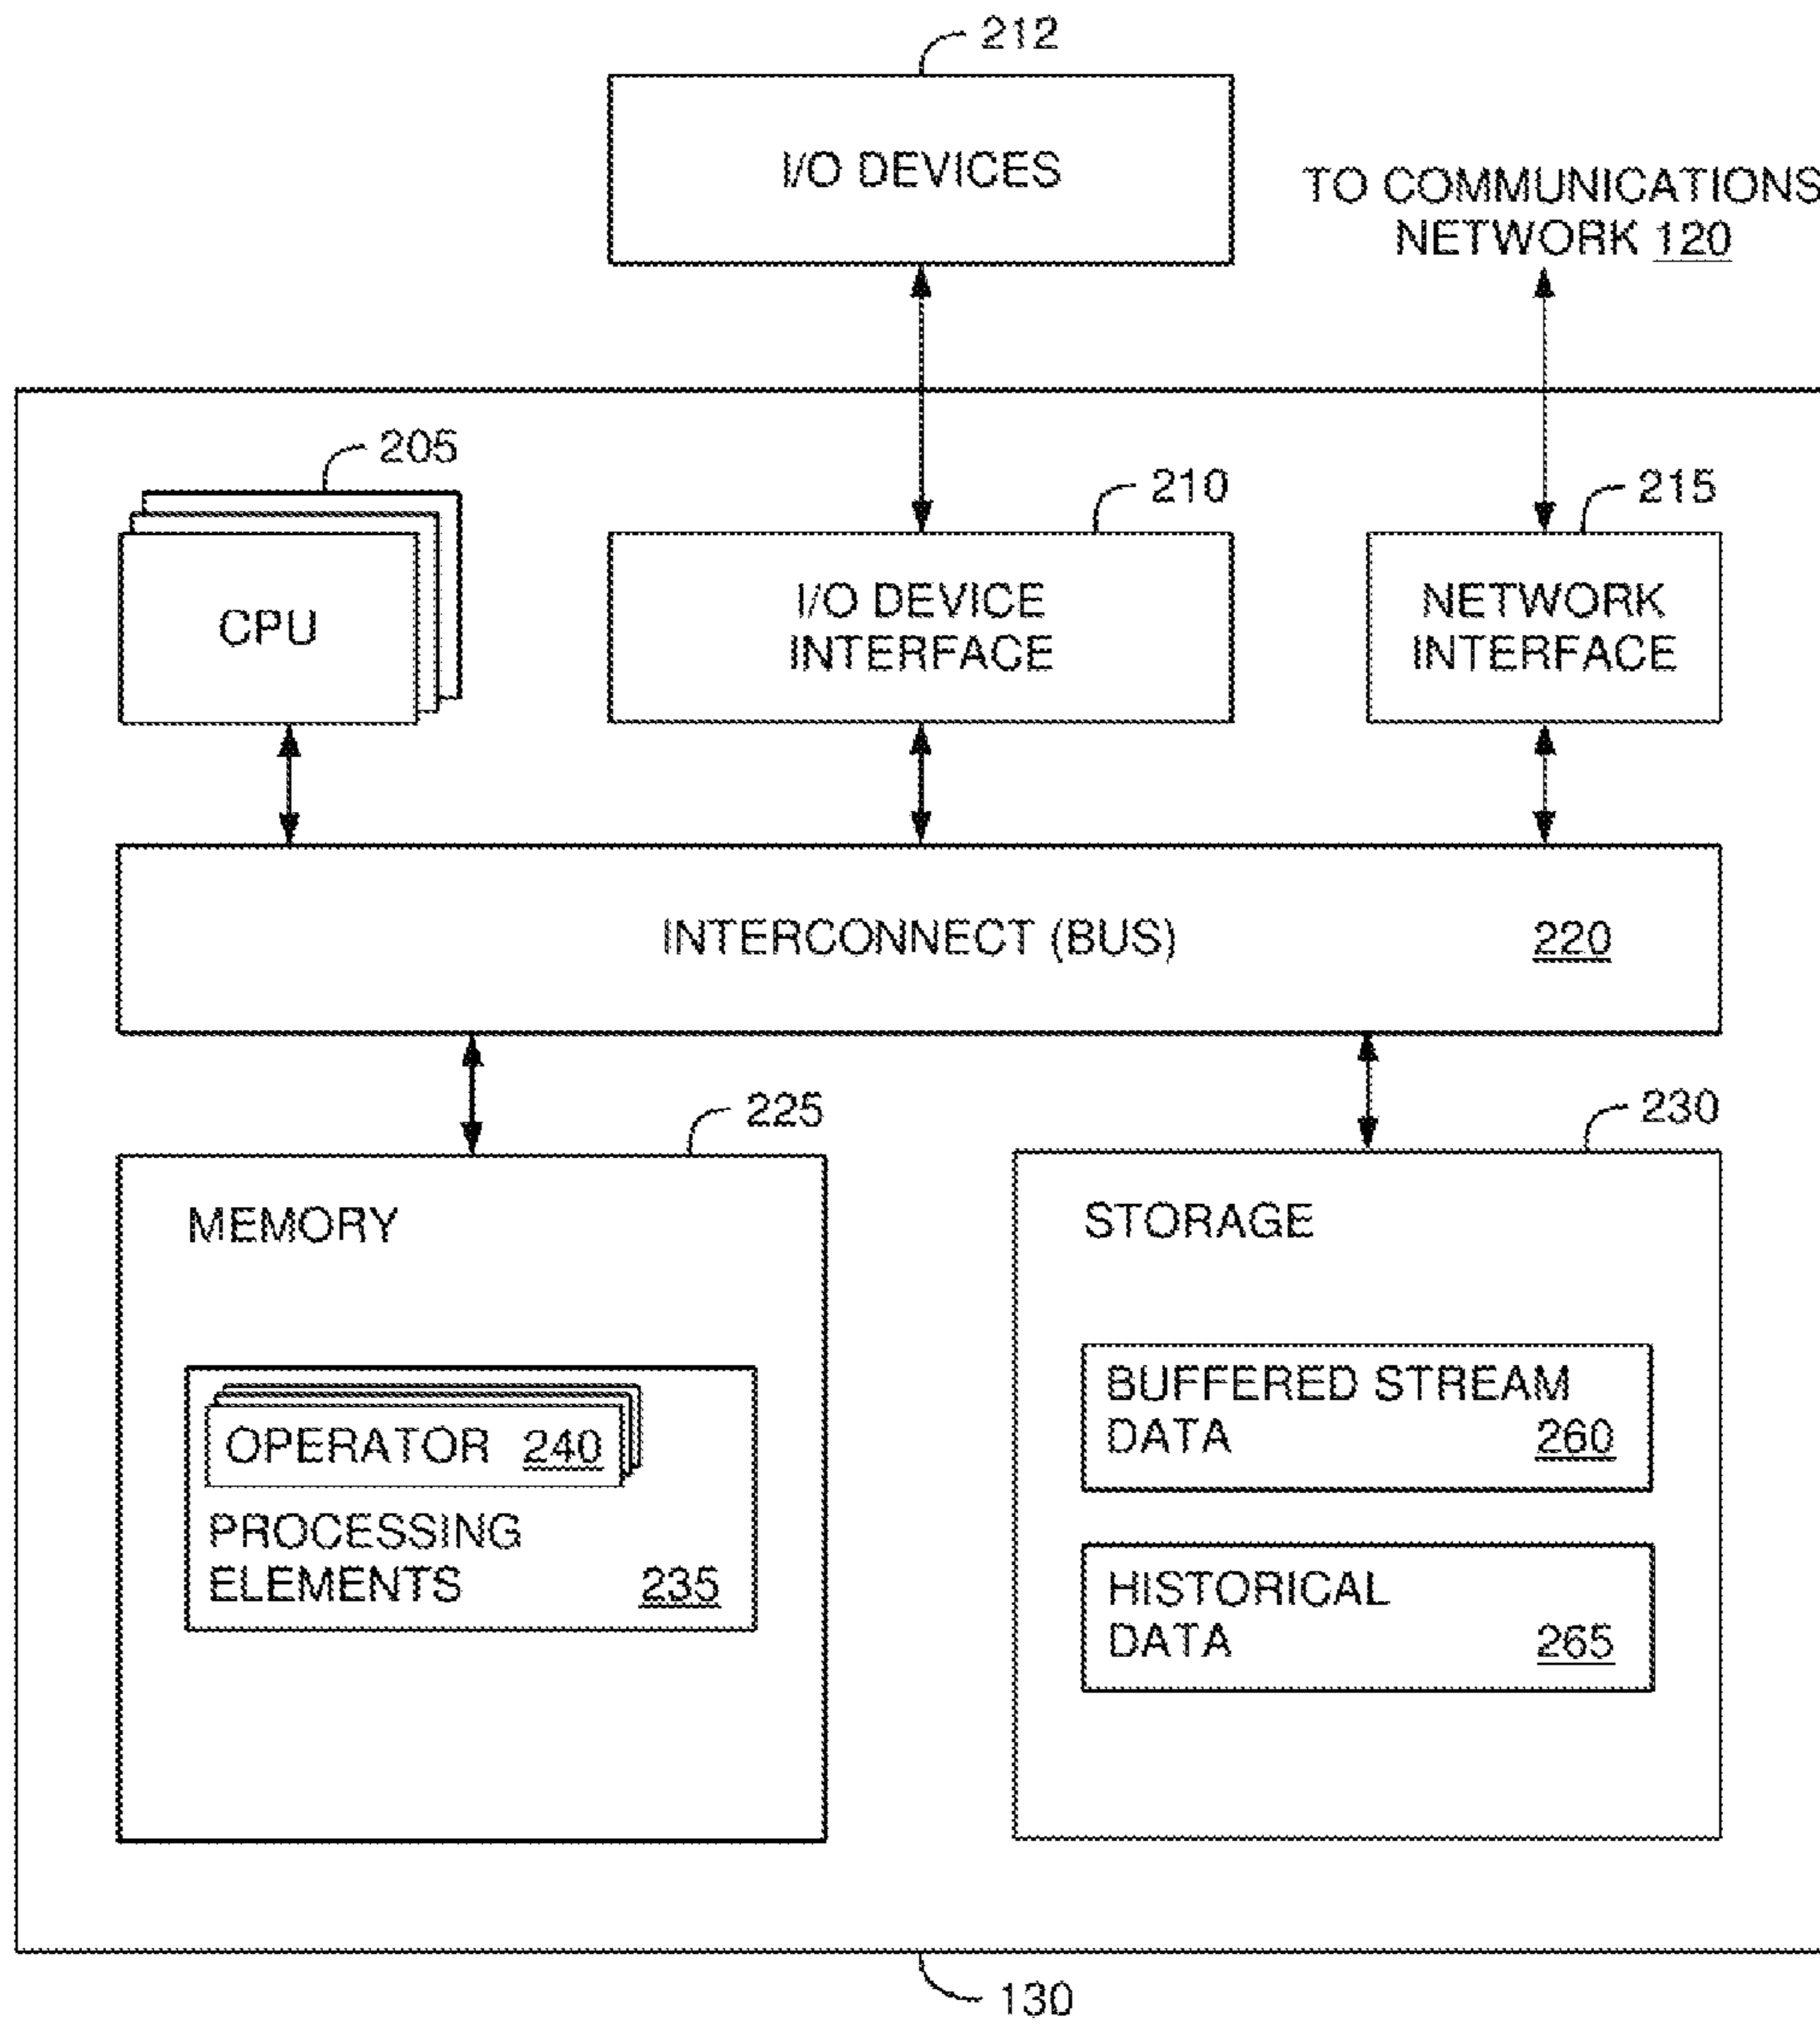 212
I/O DEVICES
TO COMMUNICATIONS
NETWORK 120
205
210
215
CPU
I/O DEVICE
INTERFACE
NETWORK
INTERFACE
INTERCONNECT (BUS) 220
225
230
MEMORY
STORAGE
OPERATOR 240
PROCESSING
ELEMENTS 235
BUFFERED STREAM
DATA 260
HISTORICAL
DATA 265
130